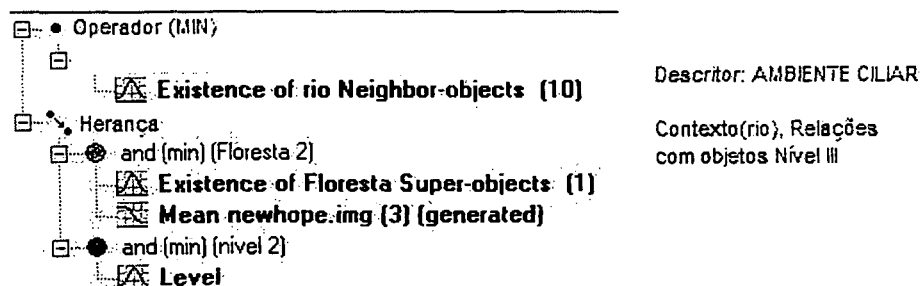 Operador (MIN)
Existence of rio Neighbor-objects (10)
Herança
and (min) (Floresta 2)
Existence of Floresta Super-objects (1)
Mean newhope.img (3) (generated)
and (min) (nivel 2)
Level
Descritor: AMBIENTE CILIAR
Contexto(rio), Relações
com objetos Nível III